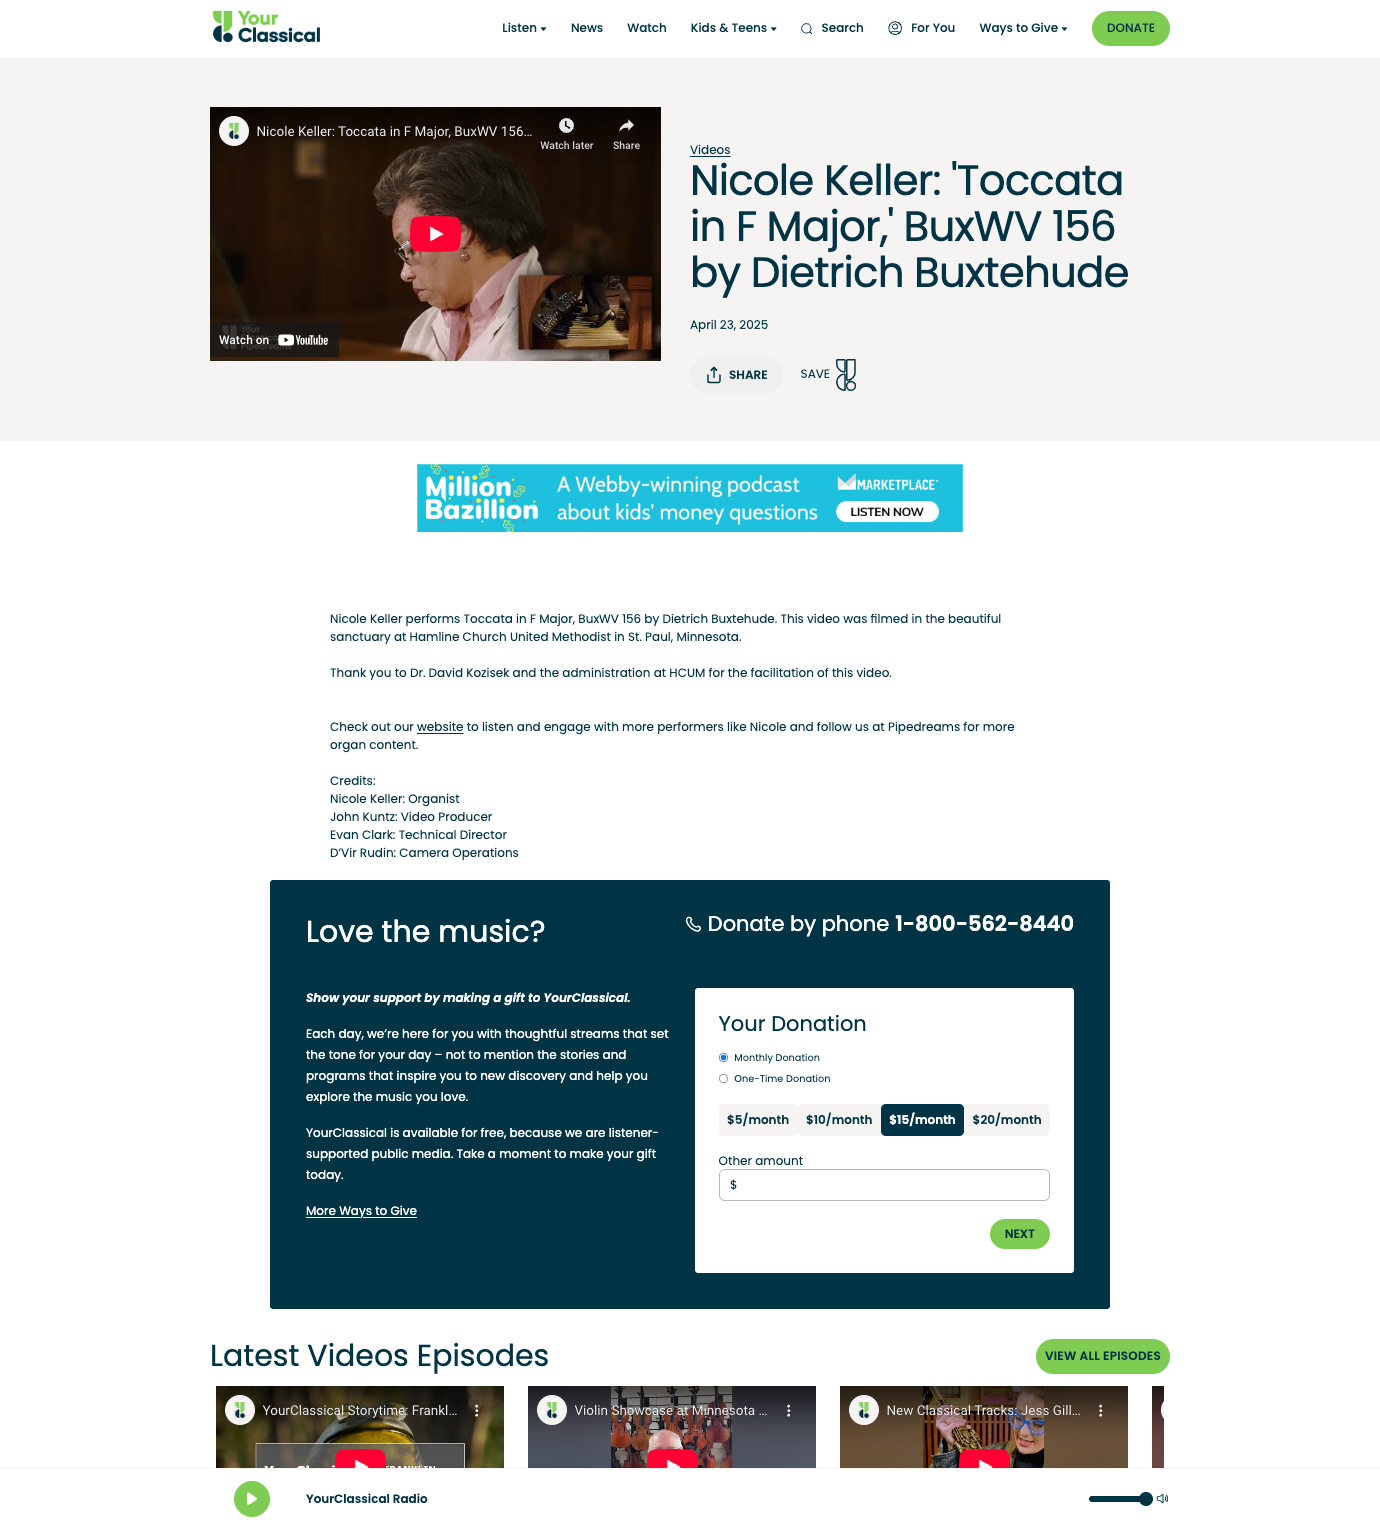 Your Classical
Listen
News
Watch
Kids & Teens
Search
For You
Ways to Give
DONATE
Nicole Keller: Toccata in F Major, BuxWV 156...
Watch later
Share
Watch on YouTube
Videos
Nicole Keller: 'Toccata
in F Major,' BuxWV 156
by Dietrich Buxtehude
April 23, 2025
SHARE
SAVE
Million
Bazillion
A Webby-winning podcast
about kids' money questions
MARKETPLACE
LISTEN NOW
Nicole Keller performs Toccata in F Major, BuxWV 156 by Dietrich Buxtehude. This video was filmed in the beautiful
sanctuary at Hamline Church United Methodist in St. Paul, Minnesota.
Thank you to Dr. David Kozisek and the administration at HCUM for the facilitation of this video.
Check out our website to listen and engage with more performers like Nicole and follow us at Pipedreams for more
organ content.
Credits:
Nicole Keller: Organist
John Kuntz: Video Producer
Evan Clark: Technical Director
D'Vir Rudin: Camera Operations
Love the music?
Donate by phone 1-800-562-8440
Show your support by making a gift to YourClassical.
Each day, we're here for you with thoughtful streams that set
the tone for your day – not to mention the stories and
programs that inspire you to new discovery and help you
explore the music you love.
YourClassical is available for free, because we are listener-
supported public media. Take a moment to make your gift
today.
More Ways to Give
Your Donation
Monthly Donation
One-Time Donation
$5/month
$10/month
$15/month
$20/month
Other amount
$
NEXT
Latest Videos Episodes
VIEW ALL EPISODES
YourClassical Storytime: Frankl...
Violin Showcase at Minnesota ...
New Classical Tracks: Jess Gill...
YourClassical Radio